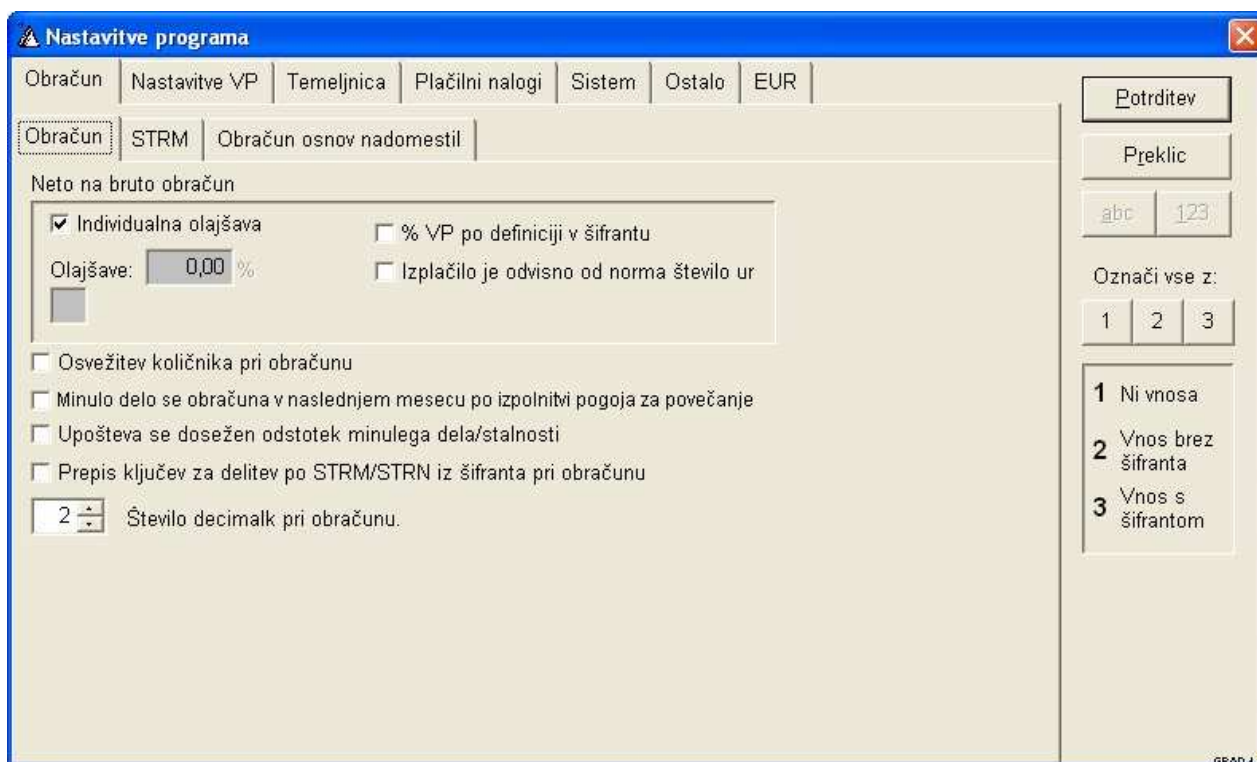 Nastavitve programa
Obračun Nastavitve VP Temeljnica Plačilni nalogi Sistem Ostalo EUR
Obračun STRM Obračun osnov nadomestil
Neto na bruto obračun
Individualna olajšava
% VP po definiciji v šifrantu
Olajšave: 0,00 %
Izplačilo je odvisno od norma število ur
Osvežitev količnika pri obračunu
Minulo delo se obračuna v naslednjem mesecu po izpolnitvi pogoja za povečanje
Upošteva se dosežen odstotek minulega dela/stalnosti
Prepis ključev za delitev po STRM/STRN iz šifranta pri obračunu
2 Število decimalk pri obračunu.
Potrditev
Preklic
abc 123
Označi vse z:
1 2 3
1 Ni vnosa
2 Vnos brez
šifranta
3 Vnos s
šifrantom